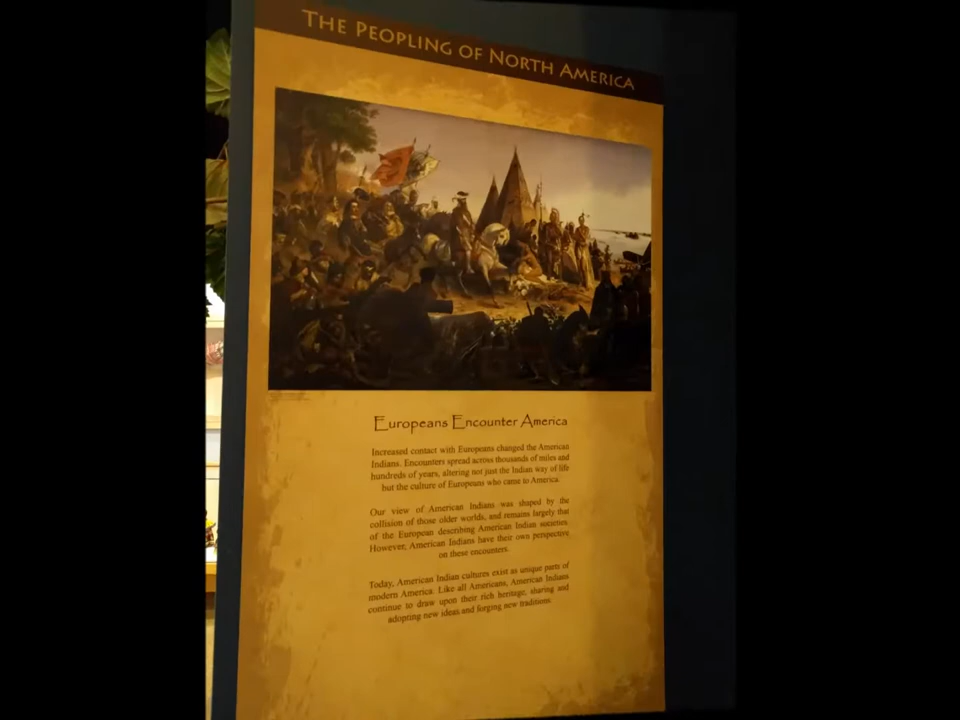 THE PEOPLING OF NORTH AMERICA
Europeans Encounter America
Increased contact with Europeans changed the American
Indians. Encounters spread across thousands of miles and
hundreds of years, altering not just the Indian way of life
but the culture of Europeans who came to America.
Our view of American Indians was shaped by the
collision of those older worlds, and remains largely that
of the European describing American Indian societies.
However, American Indians have their own perspective
on these encounters.
Today, American Indian cultures exist as unique parts of
modern America. Like all Americans, American Indians
continue to draw upon their rich heritage, sharing and
adopting new ideas and forging new traditions.